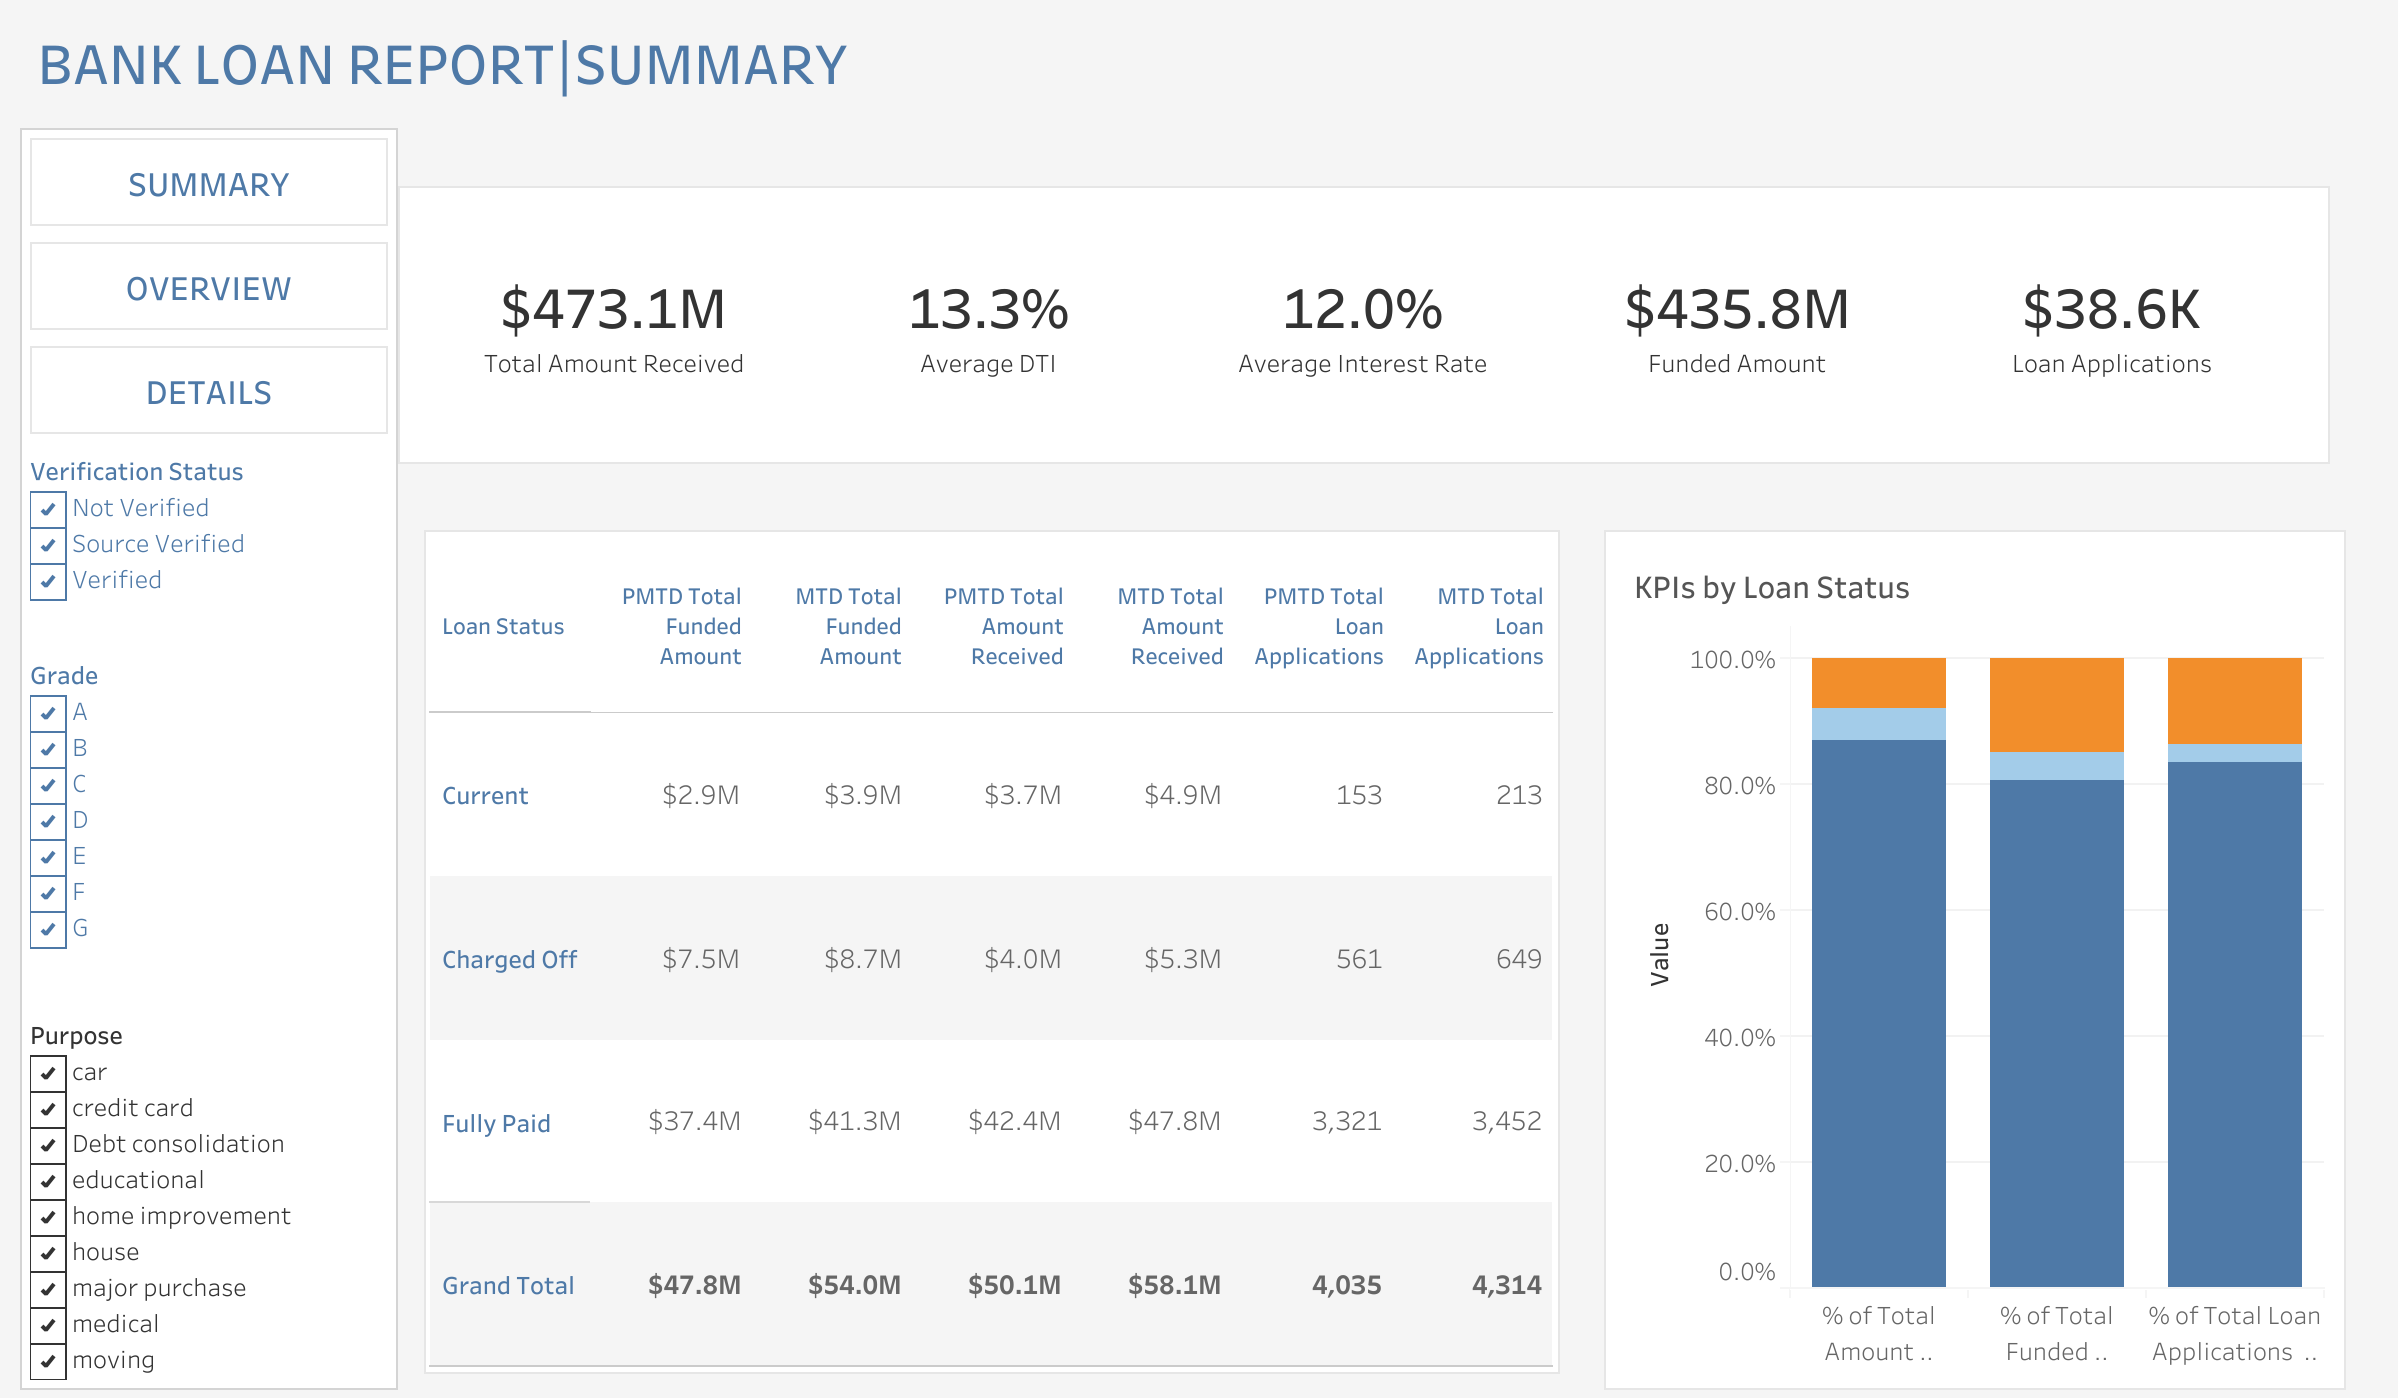 BANK LOAN REPORT|SUMMARY
SUMMARY
OVERVIEW
DETAILS
Verification Status
Not Verified
Source Verified
Verified
Grade
A
B
C
D
E
F
G
Purpose
car
credit card
Debt consolidation
educational
home improvement
house
major purchase
medical
moving
$473.1M 13.3% 12.0% $435.8M $38.6K
Total Amount Received Average DTI Average Interest Rate Funded Amount Loan Applications
PMTD Total MTD Total PMTD Total MTD Total PMTD Total MTD Total
Loan Status Funded Funded Amount Amount Loan Loan
Amount Amount Received Received Applications Applications
Current $2.9M $3.9M $3.7M $4.9M 153 213
Charged Off $7.5M $8.7M $4.0M $5.3M 561 649
Fully Paid $37.4M $41.3M $42.4M $47.8M 3,321 3,452
Grand Total $47.8M $54.0M $50.1M $58.1M 4,035 4,314
KPIs by Loan Status
100.0%
80.0%
60.0%
40.0%
20.0%
0.0%
Value
% of Total % of Total % of Total Loan
Amount .. Funded .. Applications ..